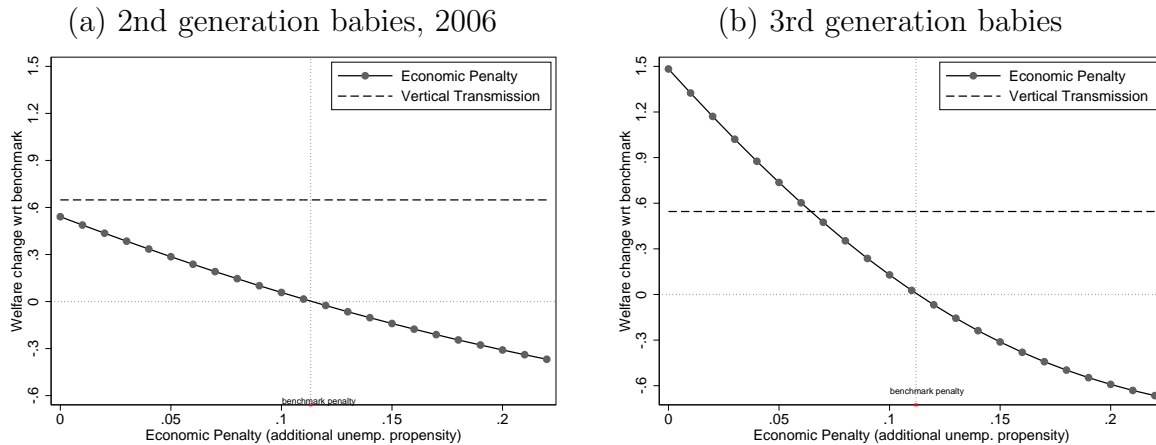 (a) 2nd generation babies, 2006
Welfare change wrt benchmark
1.5
1.2
.9
.6
.3
0
-.3
-.6
Economic Penalty
Vertical Transmission
benchmark penalty
0 .05 .1 .15 .2
Economic Penalty (additional unemp. propensity)
(b) 3rd generation babies
Welfare change wrt benchmark
1.5
1.2
.9
.6
.3
0
-.3
-.6
Economic Penalty
Vertical Transmission
benchmark penalty
0 .05 .1 .15 .2
Economic Penalty (additional unemp. propensity)